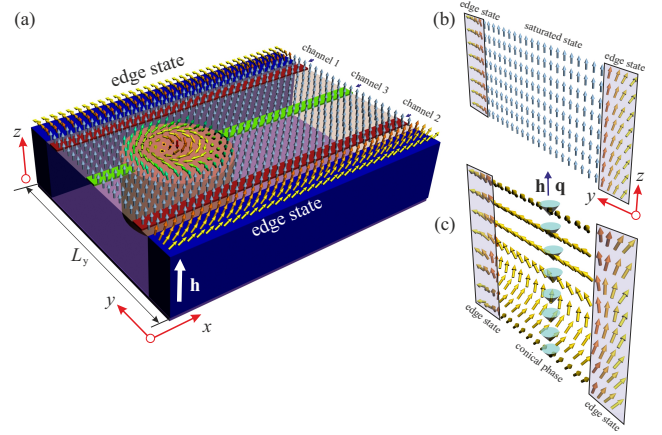 (a)
edge state
channel 1
channel 3
channel 2
edge state
z
L_y
h
y
x
(b)
edge state
saturated state
edge state
y
z
h q
(c)
edge state
conical phase
edge state